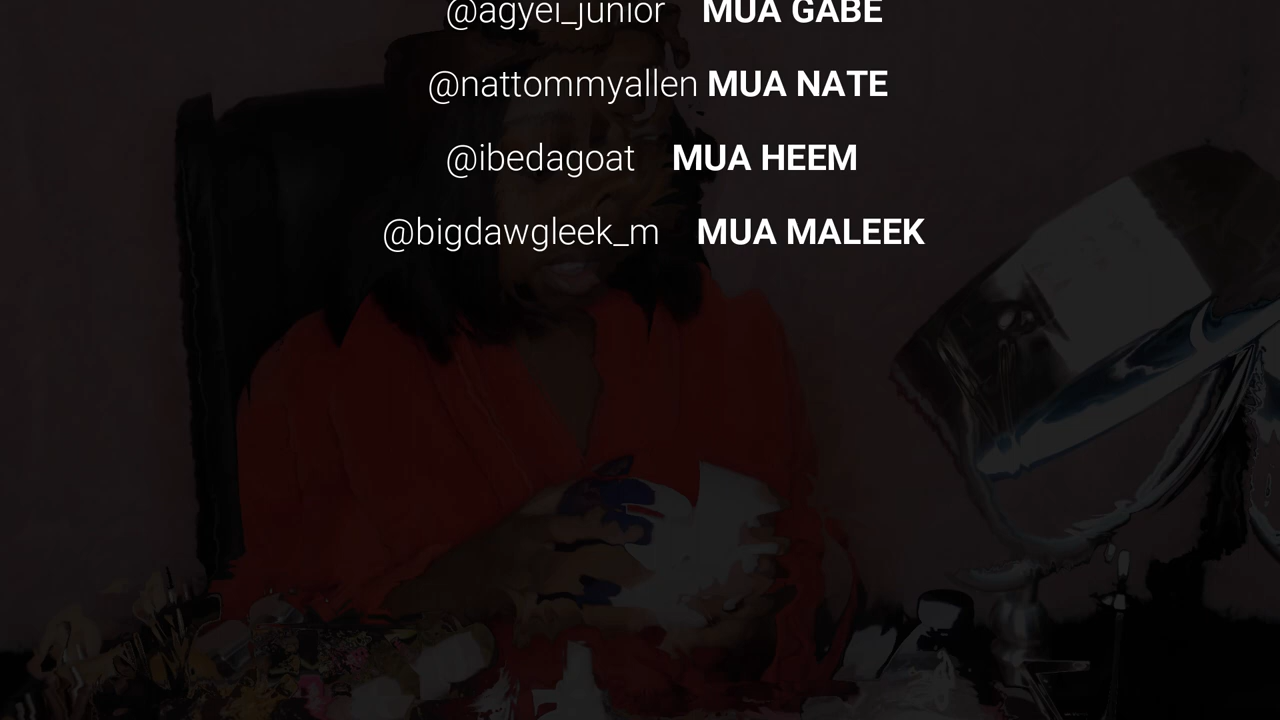 @agyei_junior MUA GABE
@nattommyallen MUA NATE
@ibedagoat MUA HEEM
@bigdawgleek_m MUA MALEEK